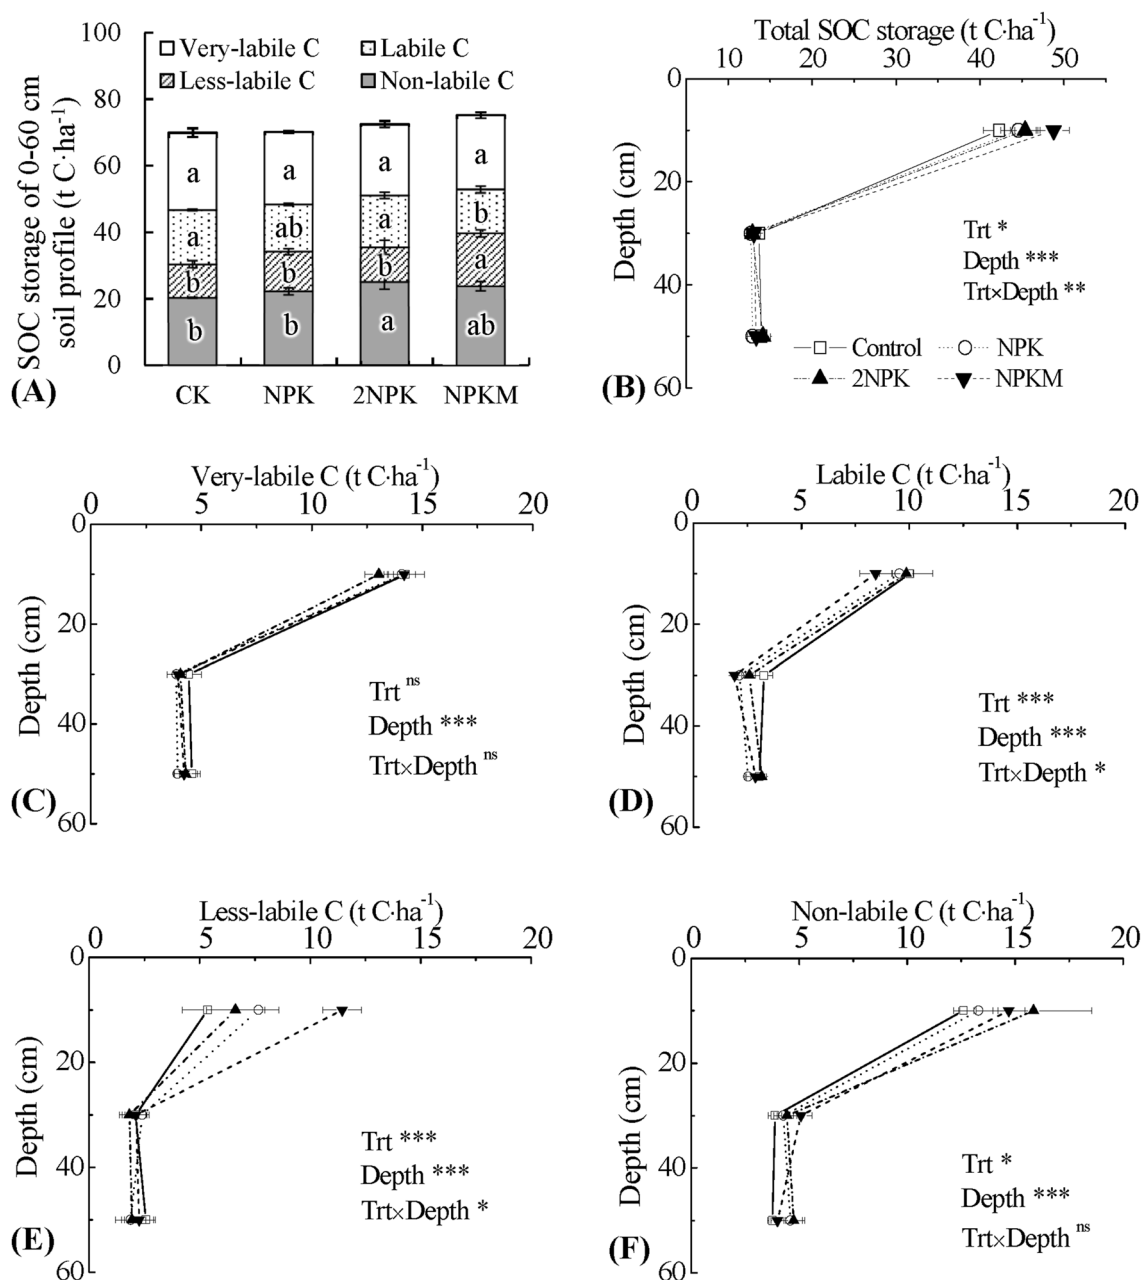 SOC storage of 0-60 cm
soil profile (t C·ha⁻¹)
100
80
60
40
20
0
Very-labile C
Labile C
Less-labile C
Non-labile C
a
a
a
a
a
ab
a
b
b
b
b
a
b
b
a
ab
CK
NPK
2NPK
NPKM
(A)
Total SOC storage (t C·ha⁻¹)
10
20
30
40
50
0
20
40
60
Depth (cm)
Trt *
Depth ***
Trt×Depth **
Control
NPK
2NPK
NPKM
(B)
Very-labile C (t C·ha⁻¹)
0
5
10
15
20
0
20
40
60
Depth (cm)
Trt ns
Depth ***
Trt×Depth ns
(C)
Labile C (t C·ha⁻¹)
0
5
10
15
20
0
20
40
60
Depth (cm)
Trt ***
Depth ***
Trt×Depth *
(D)
Less-labile C (t C·ha⁻¹)
0
5
10
15
20
0
20
40
60
Depth (cm)
Trt ***
Depth ***
Trt×Depth *
(E)
Non-labile C (t C·ha⁻¹)
0
5
10
15
20
0
20
40
60
Depth (cm)
Trt *
Depth ***
Trt×Depth ns
(F)